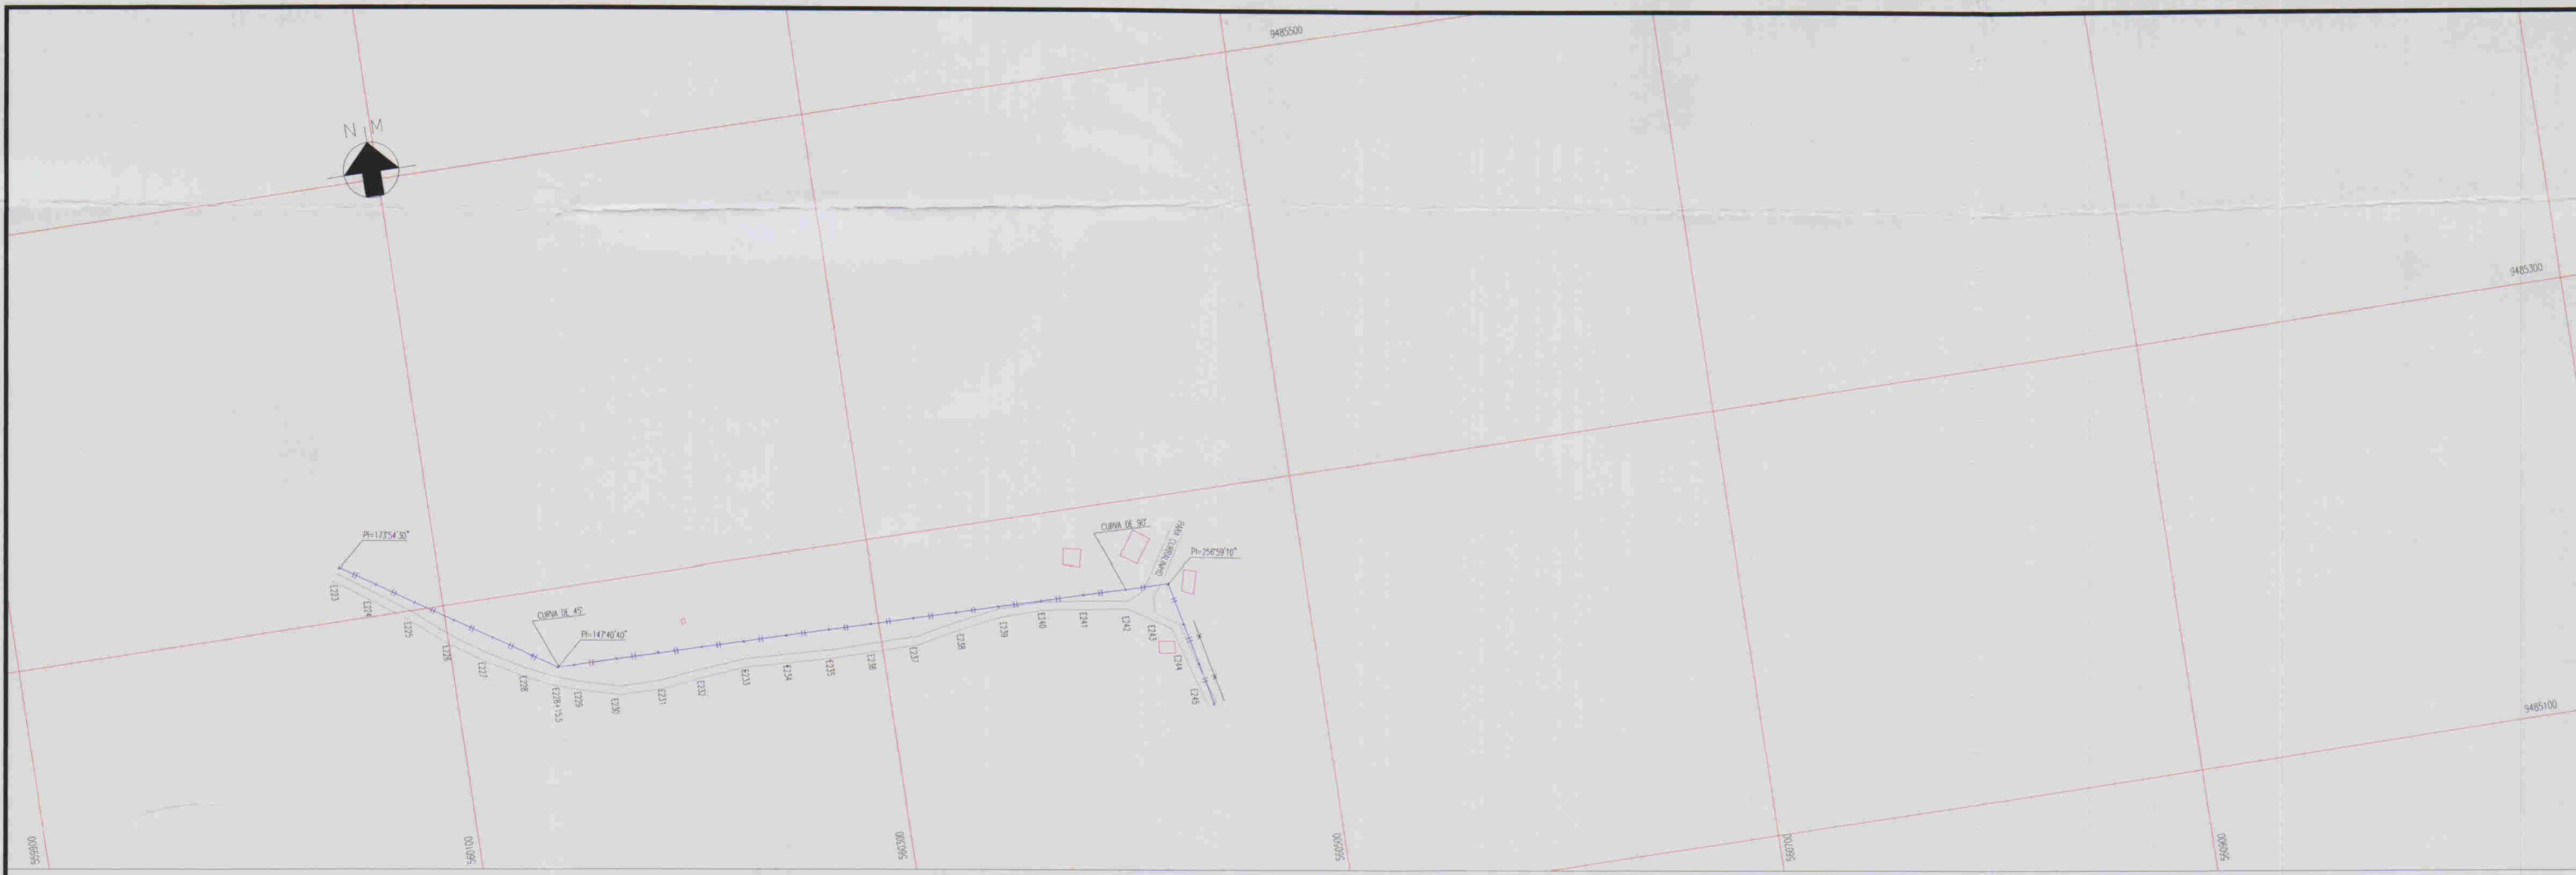 9485500
N M
9485300
PI=173°54'30"
CURVA DE 90°
PARA CURRALINHO
PI=256°59'10"
CURVA DE 45°
PI=147°40'40"
E223
E224
E225
E226
E227
E228
E228+15.5
E229
E230
E231
E232
E233
E234
E235
E236
E237
E238
E239
E240
E241
E242
E243
E244
E245
9485100
559900
560100
560300
560500
560700
560900